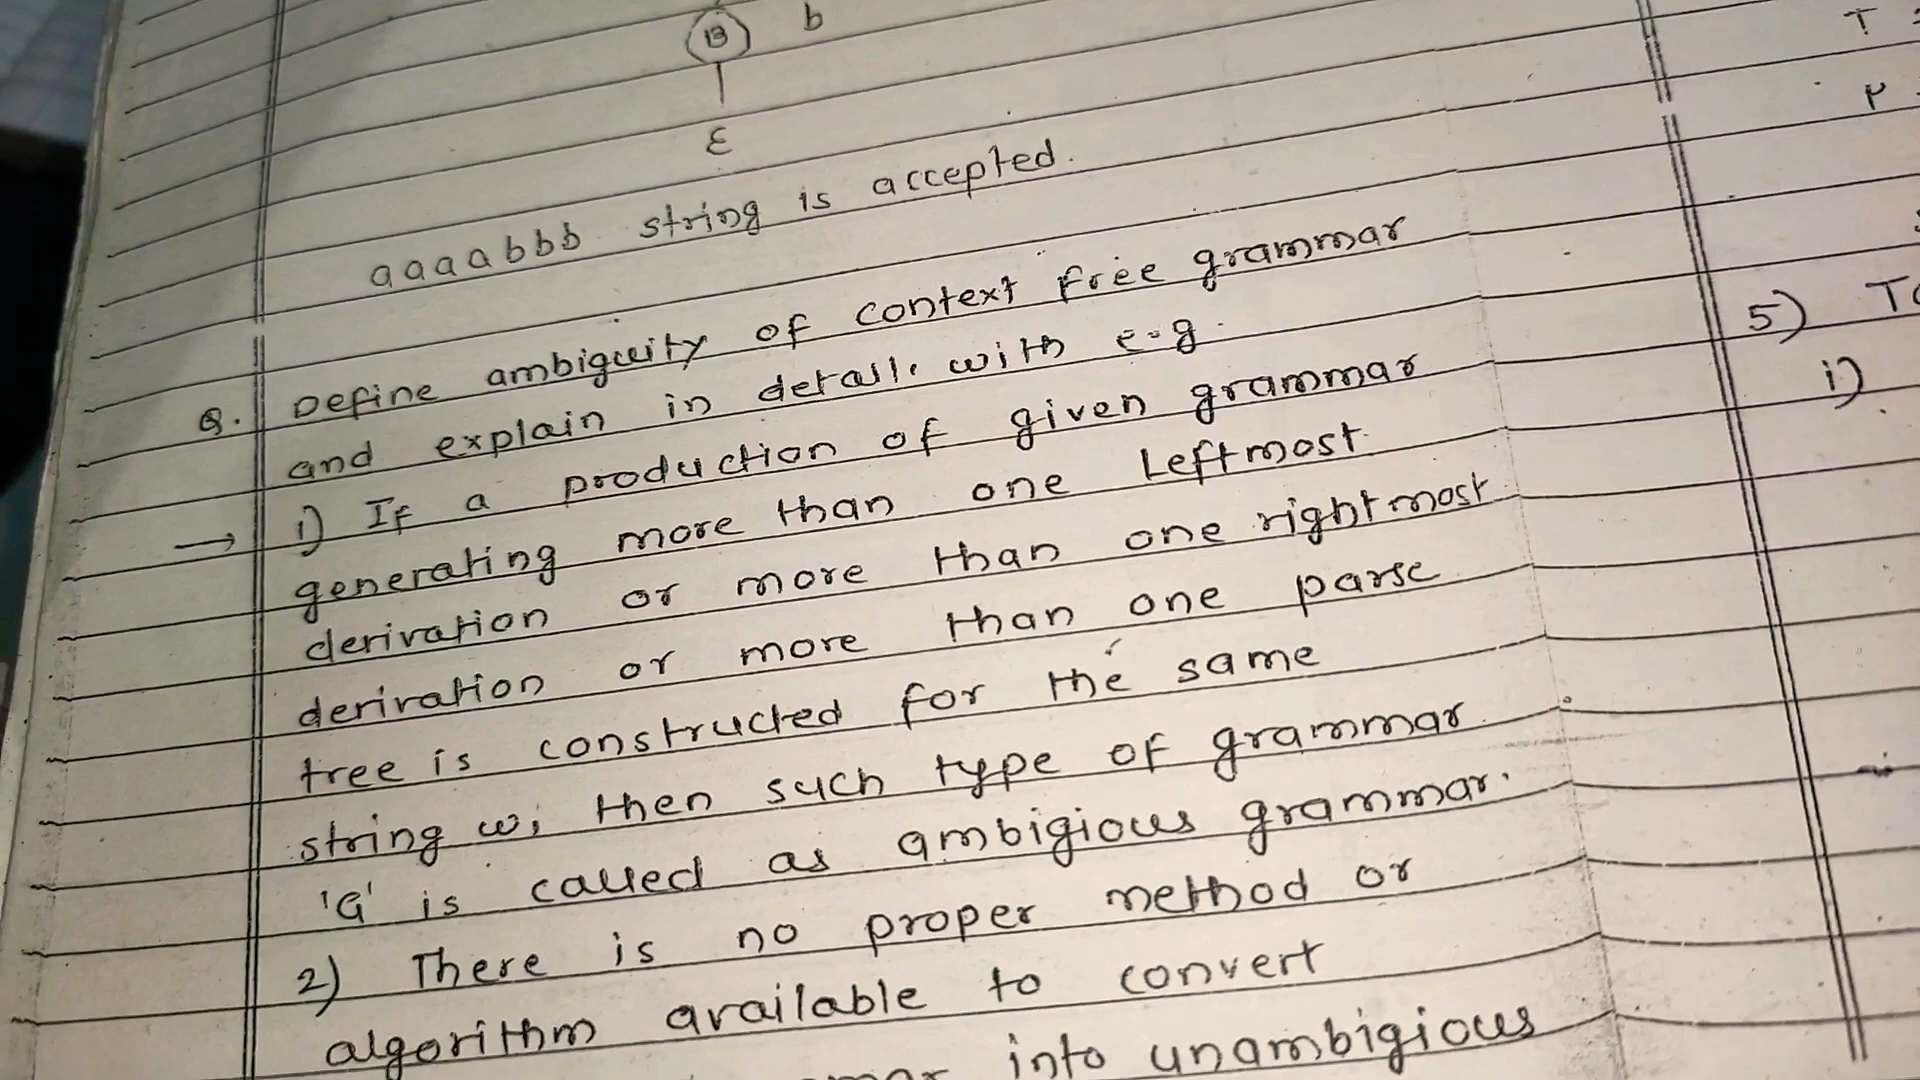 B b
ε
aaaabbb string is accepted.
Q. Define ambiguity of context free grammar
and explain in detail. with e.g.
→ i) If a production of given grammar
generating more than one Leftmost
derivation or more than one rightmost
derivation or more than one parse
tree is constructed for the same
string w, then such type of grammar
'G' is called as ambigious grammar.
2) There is no proper method or
algorithm available to convert
into unambigious
T
P
5)
i)